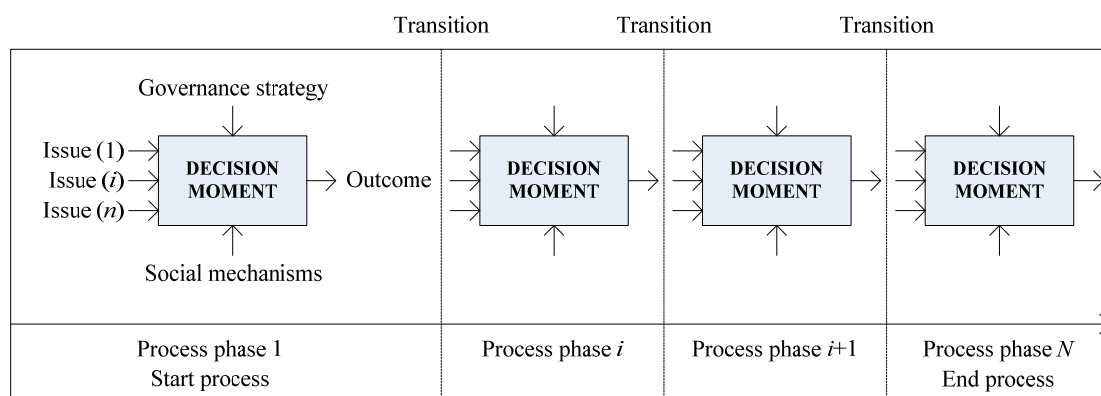 Transition
Transition
Transition
Governance strategy
Issue (1)
Issue (i)
Issue (n)
DECISION
MOMENT
Outcome
Social mechanisms
DECISION
MOMENT
DECISION
MOMENT
DECISION
MOMENT
Process phase 1
Start process
Process phase i
Process phase i+1
Process phase N
End process